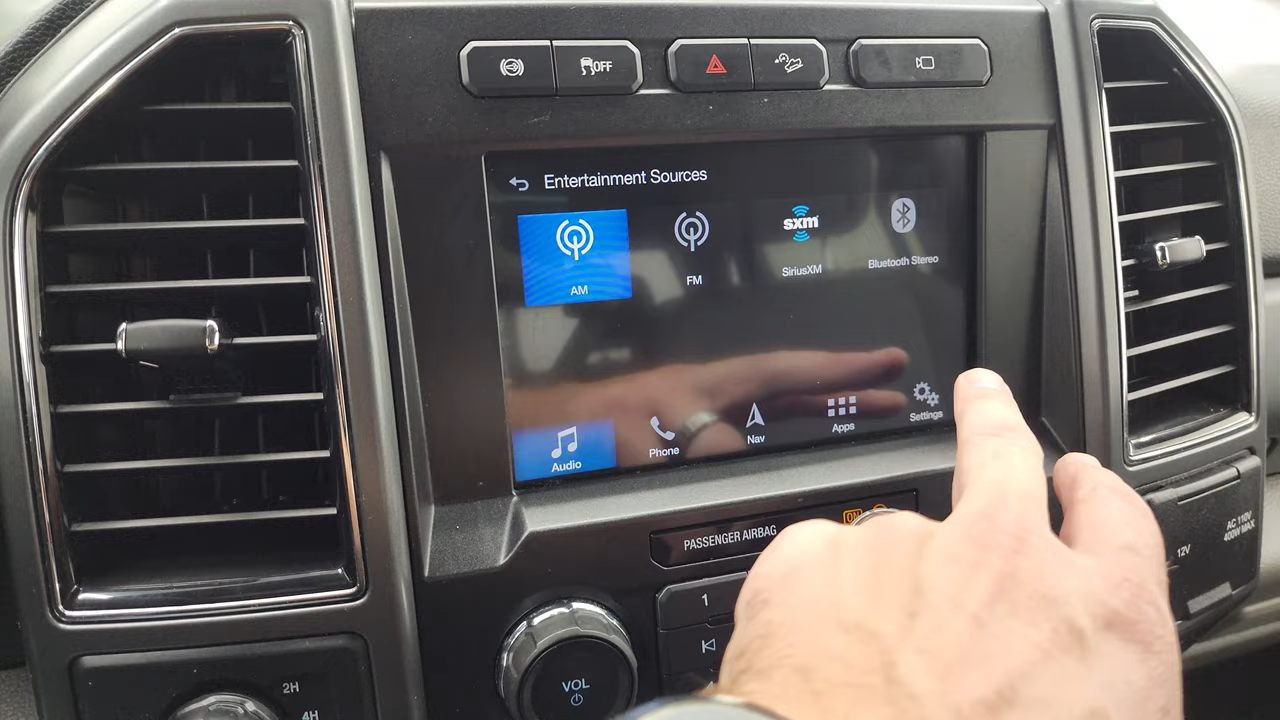 OFF
Entertainment Sources
AM
FM
sxm
SiriusXM
Bluetooth Stereo
Audio
Phone
Nav
Apps
Settings
PASSENGER AIRBAG
ON
1
VOL
2H
4H
12V
AC 110V
400W MAX